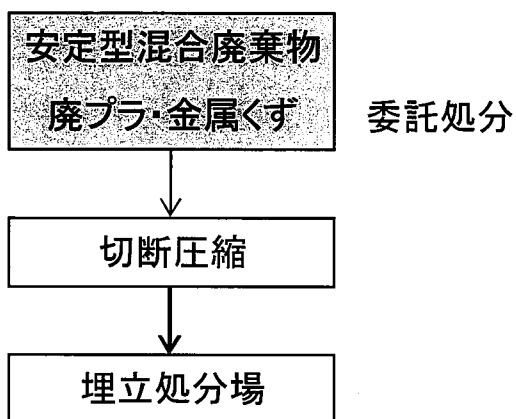 安定型混合廃棄物
廃プラ・金属くず
委託処分
切断圧縮
埋立処分場